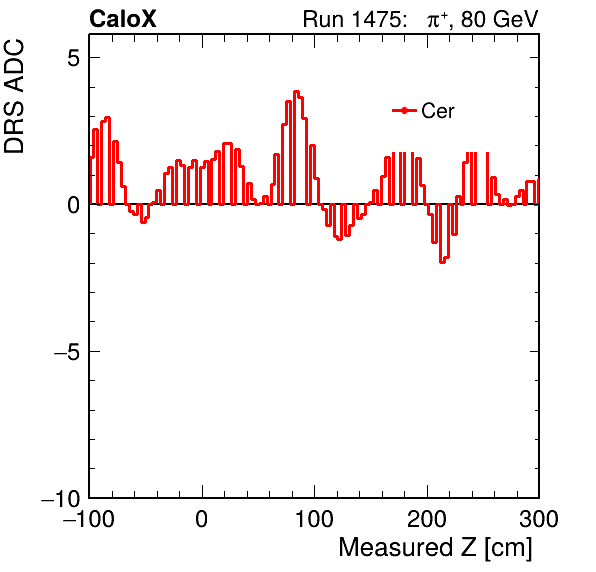 CaloX
Run 1475: π⁺, 80 GeV
DRS ADC
5
Cer
0
−5
−10
−100 0 100 200 300
Measured Z [cm]